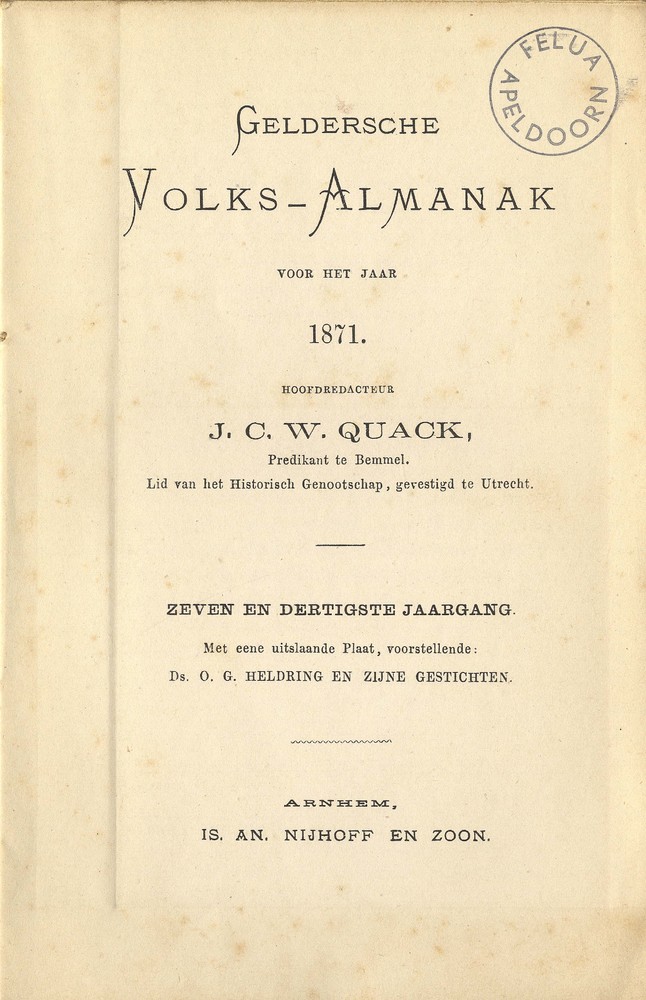 FELUA
APELDOORN
GELDERSCHE
VOLKS-ALMANAK
VOOR HET JAAR
1871.
HOOFDREDACTEUR
J. C. W. QUACK,
Predikant te Bemmel.
Lid van het Historisch Genootschap, gevestigd te Utrecht.
ZEVEN EN DERTIGSTE JAARGANG.
Met eene uitslaande Plaat, voorstellende:
Ds. O. G. HELDRING EN ZIJNE GESTICHTEN.
ARNHEM,
IS. AN. NIJHOFF EN ZOON.